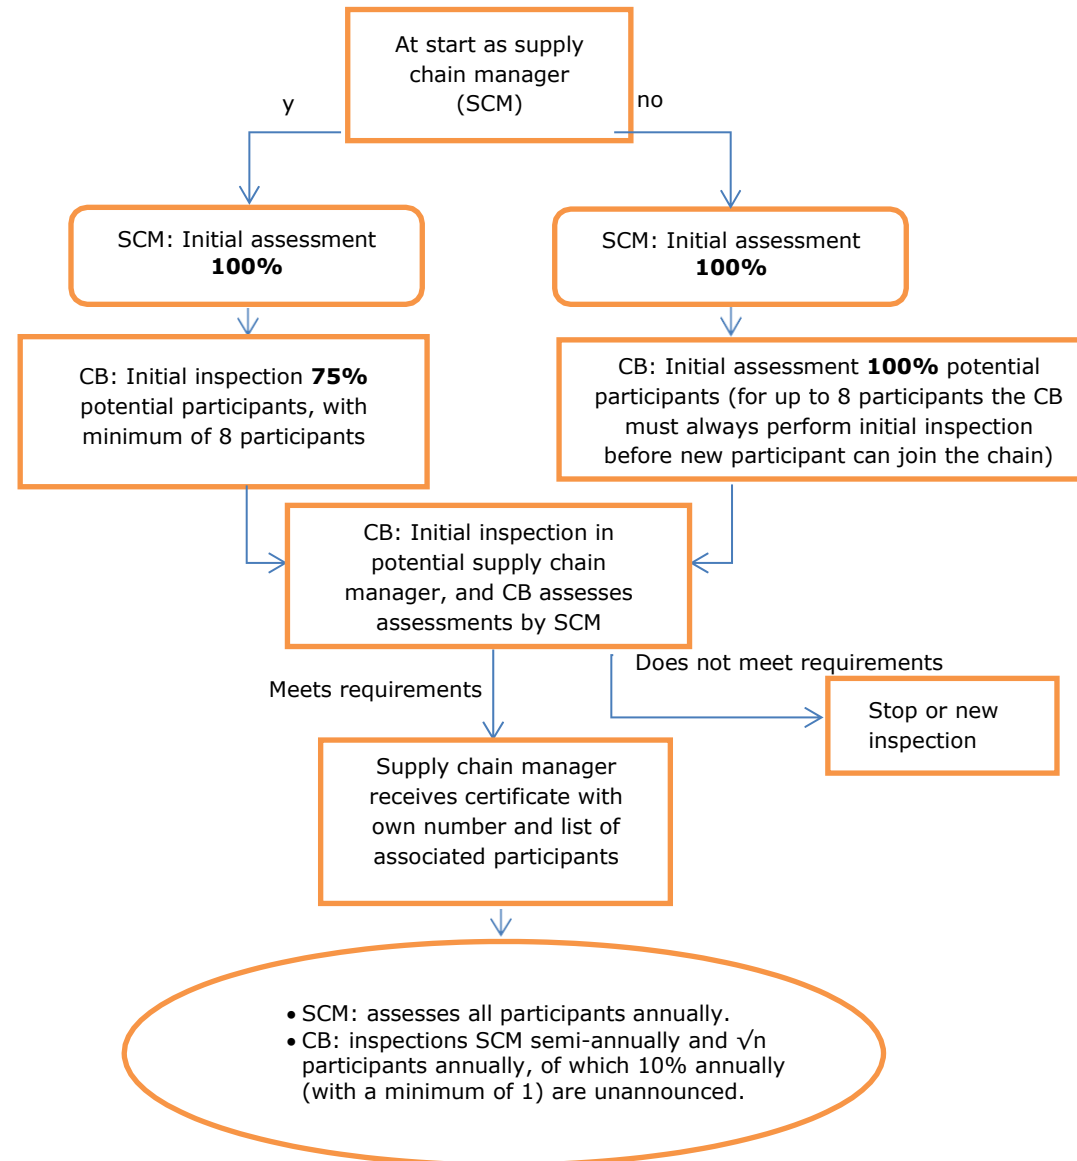 At start as supply
chain manager
(SCM)
y
no
SCM: Initial assessment
100%
SCM: Initial assessment
100%
CB: Initial inspection 75%
potential participants, with
minimum of 8 participants
CB: Initial assessment 100% potential
participants (for up to 8 participants the CB
must always perform initial inspection
before new participant can join the chain)
CB: Initial inspection in
potential supply chain
manager, and CB assesses
assessments by SCM
Meets requirements
Does not meet requirements
Stop or new
inspection
Supply chain manager
receives certificate with
own number and list of
associated participants
• SCM: assesses all participants annually.
• CB: inspections SCM semi-annually and √n
participants annually, of which 10% annually
(with a minimum of 1) are unannounced.